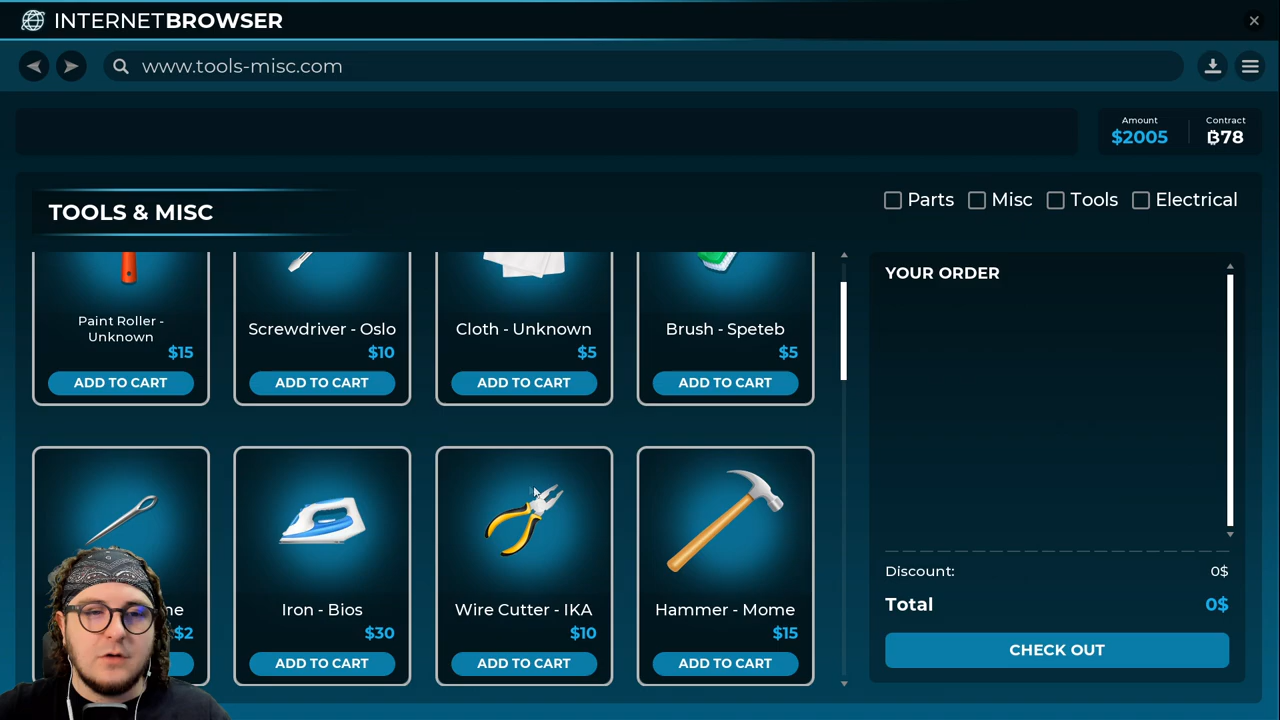 INTERNETBROWSER
www.tools-misc.com
Amount
$2005
Contract
₿78
TOOLS & MISC
Parts
Misc
Tools
Electrical
Paint Roller -
Unknown
$15
ADD TO CART
Screwdriver - Oslo
$10
ADD TO CART
Cloth - Unknown
$5
ADD TO CART
Brush - Speteb
$5
ADD TO CART
$2
Iron - Bios
$30
ADD TO CART
Wire Cutter - IKA
$10
ADD TO CART
Hammer - Mome
$15
ADD TO CART
YOUR ORDER
Discount:
0$
Total
0$
CHECK OUT